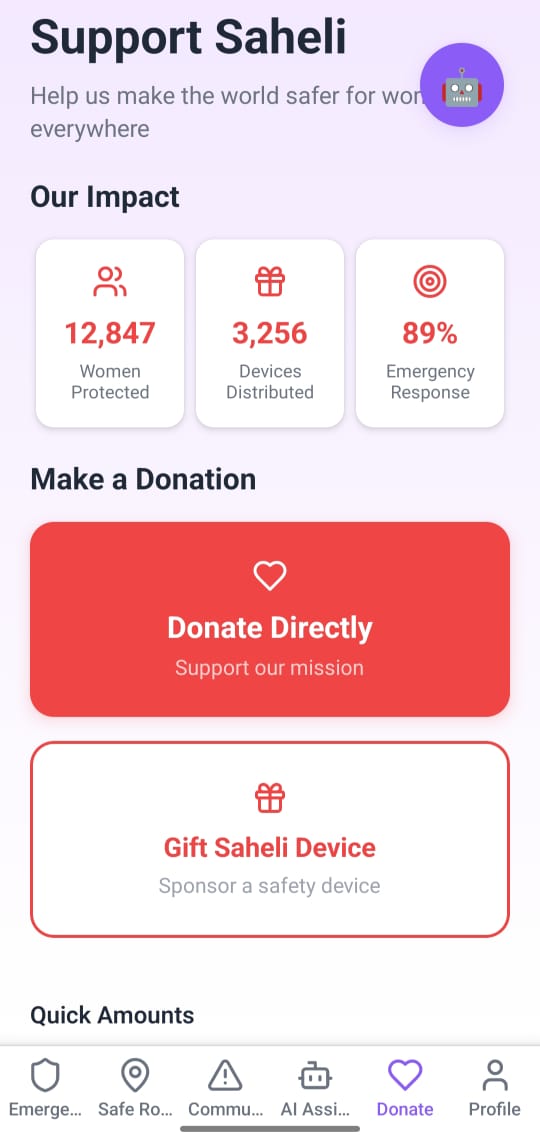 Support Saheli
Help us make the world safer for
everywhere
Our Impact
12,847
Women
Protected
3,256
Devices
Distributed
89%
Emergency
Response
Make a Donation
Donate Directly
Support our mission
Gift Saheli Device
Sponsor a safety device
Quick Amounts
Emerge...
Safe Ro...
Commu...
AI Assi...
Donate
Profile